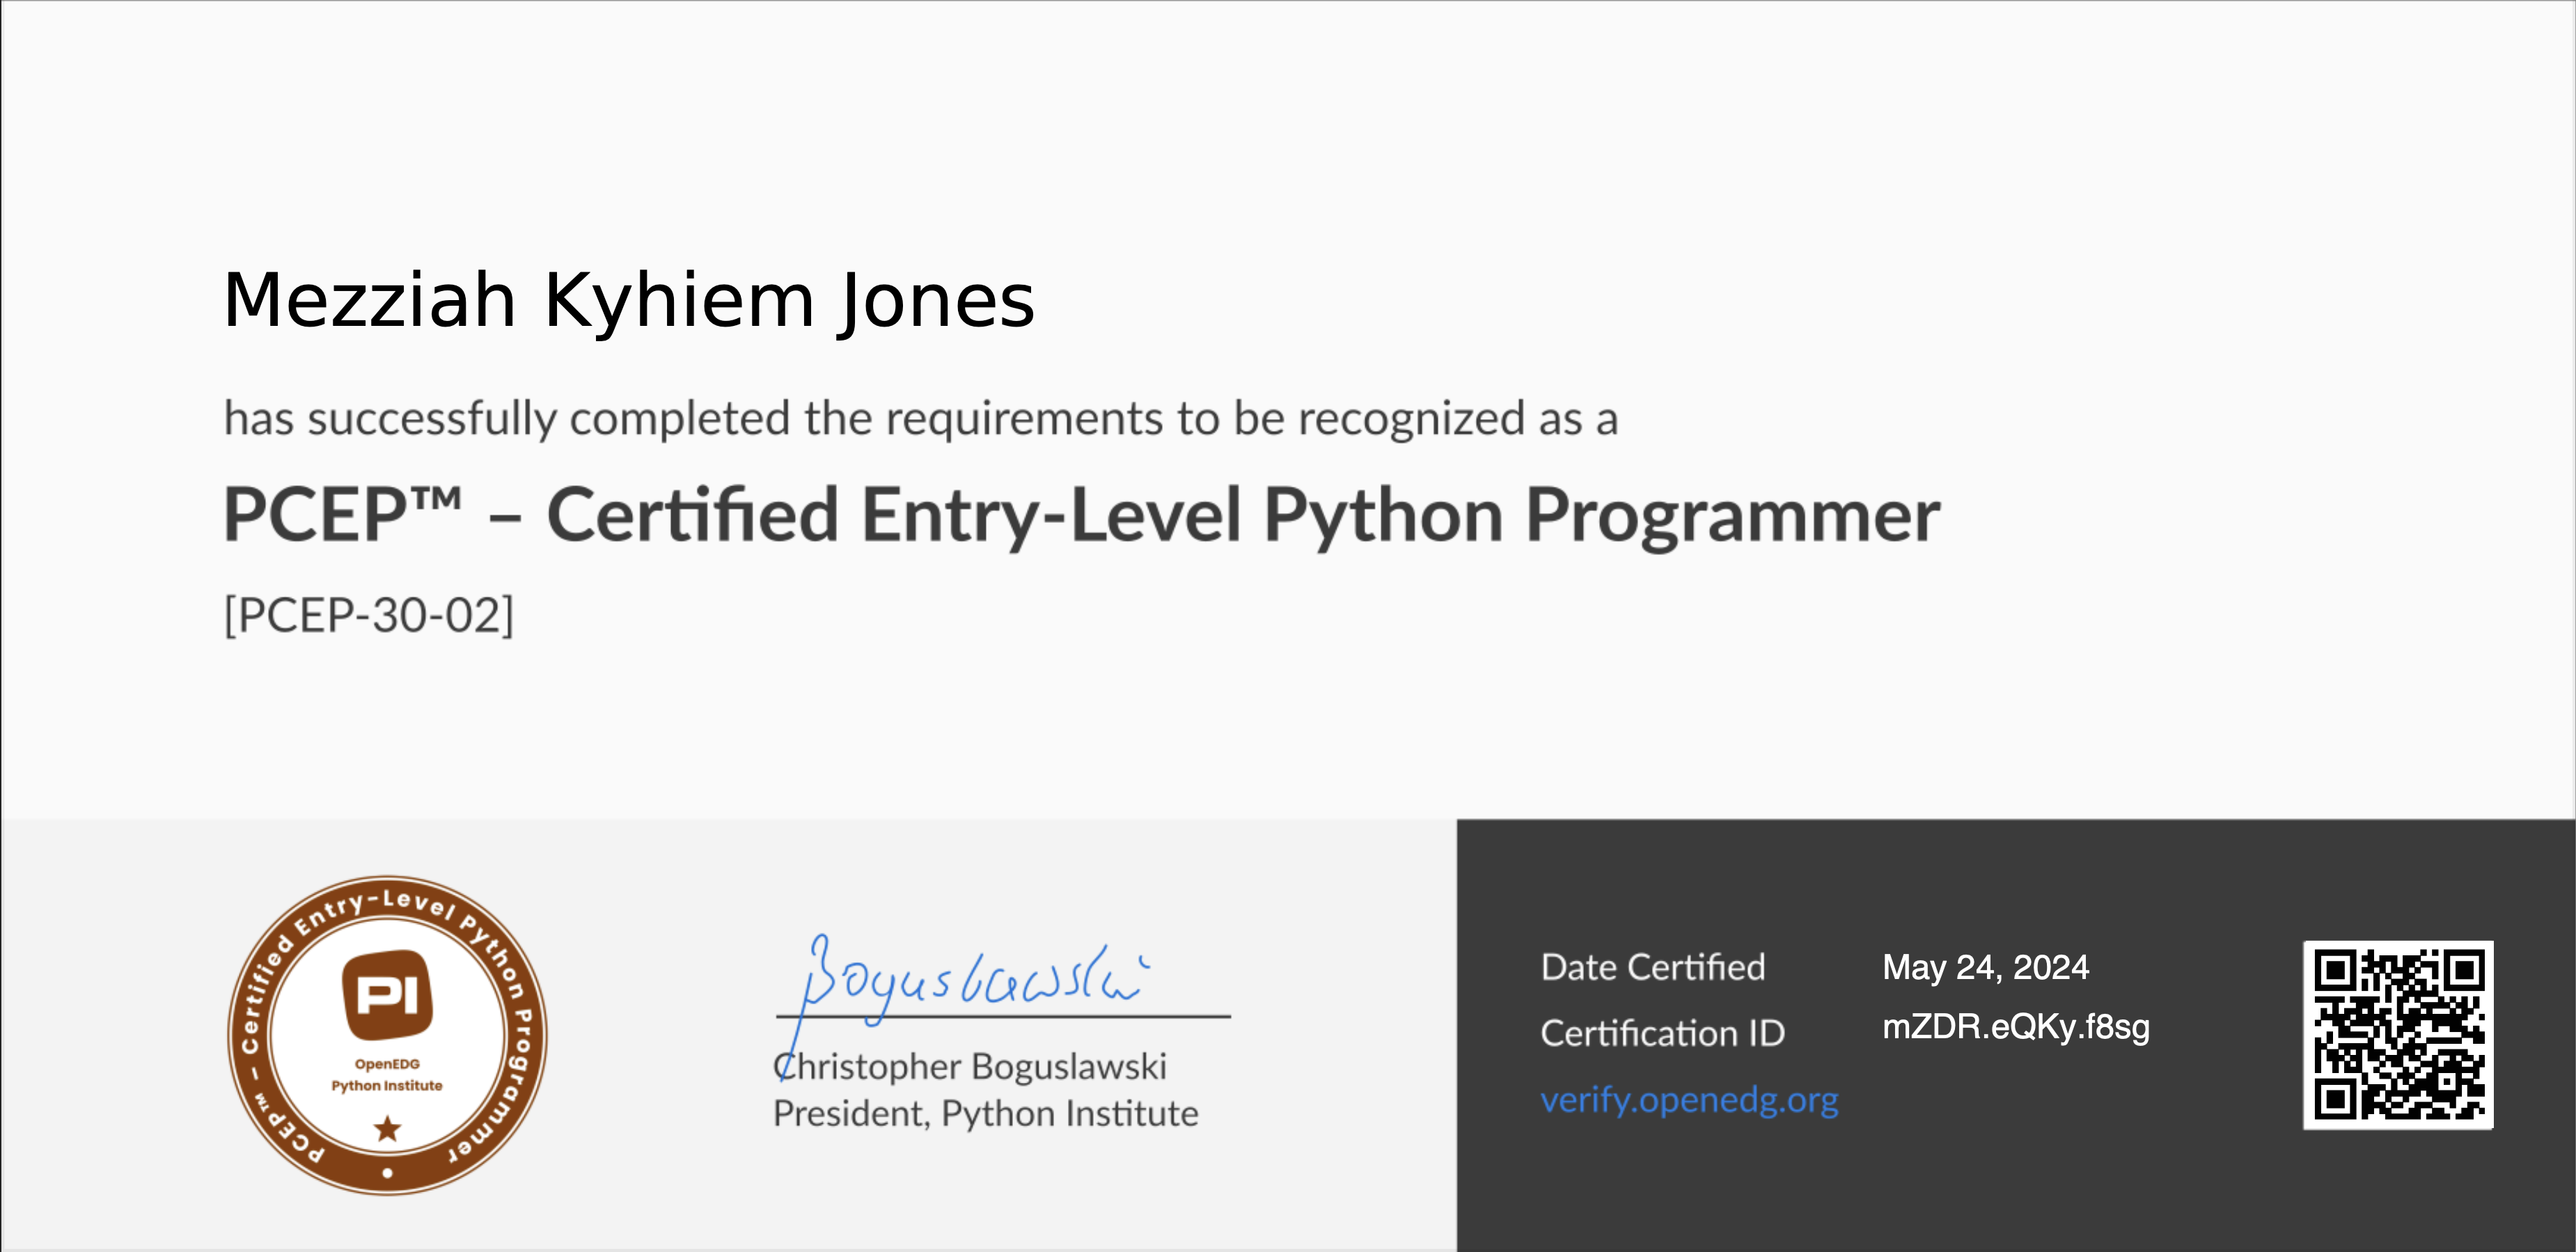 Mezziah Kyhiem Jones
has successfully completed the requirements to be recognized as a
PCEP™ – Certified Entry-Level Python Programmer
[PCEP-30-02]
PCEP™ – Certified Entry-Level Python Programmer
PI
OpenEDG
Python Institute
Boguslawski
Christopher Boguslawski
President, Python Institute
Date Certified May 24, 2024
Certification ID mZDR.eQKy.f8sg
verify.openedg.org